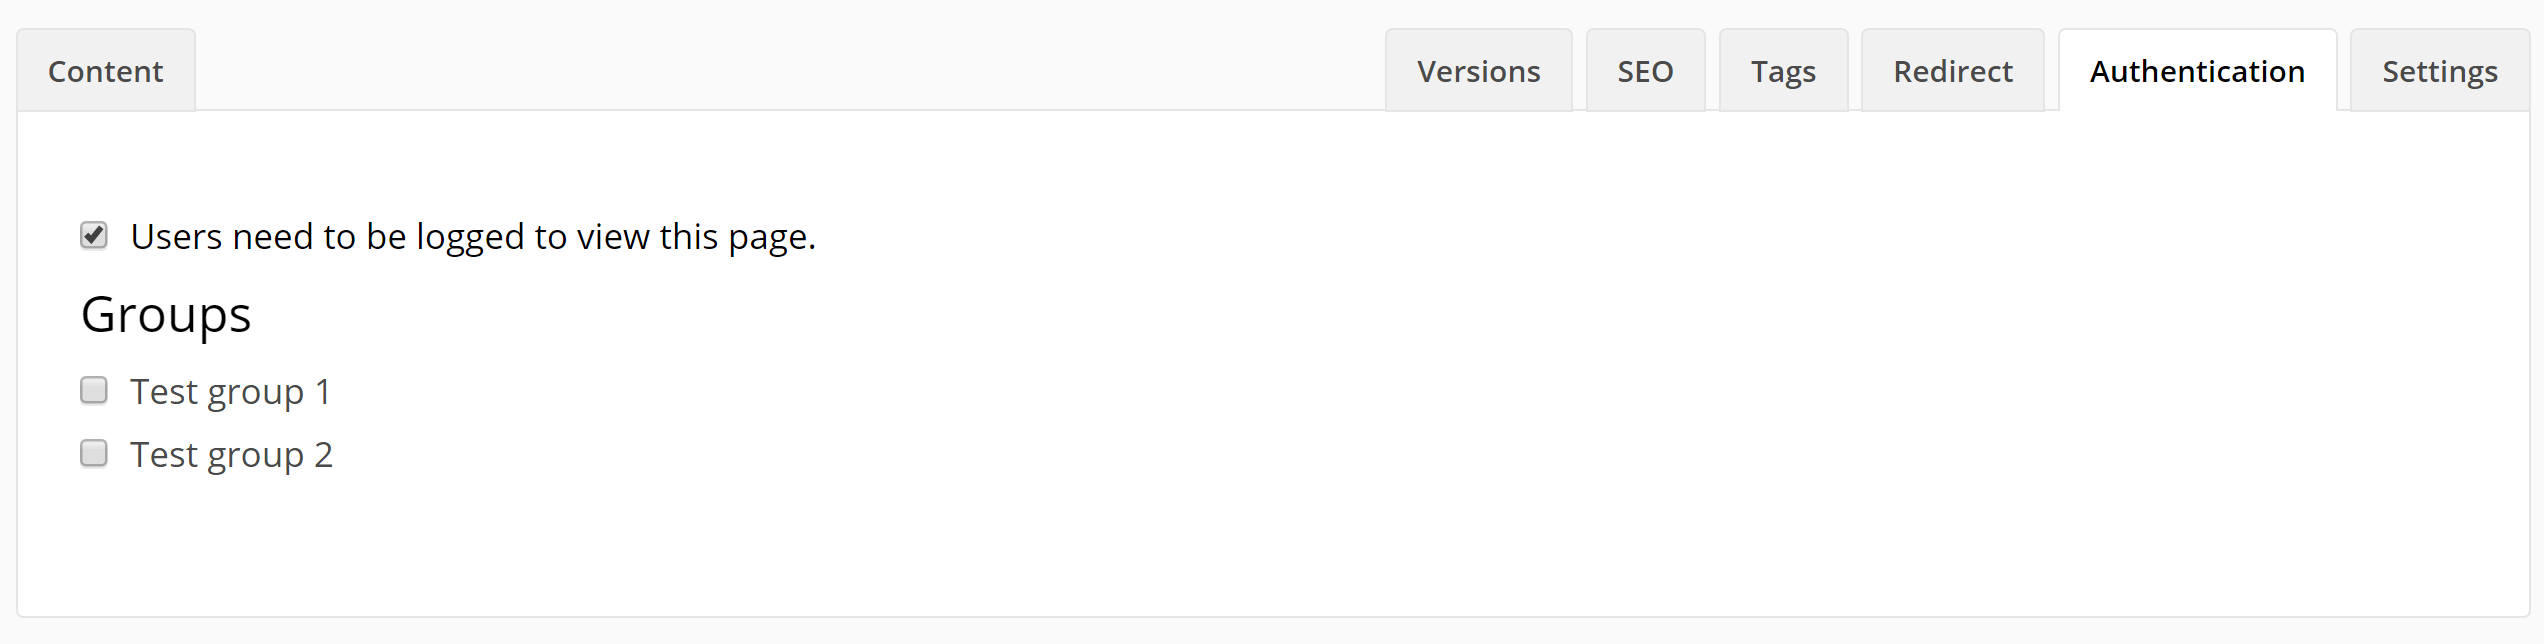 Content Versions SEO Tags Redirect Authentication Settings
Users need to be logged to view this page.
Groups
Test group 1
Test group 2